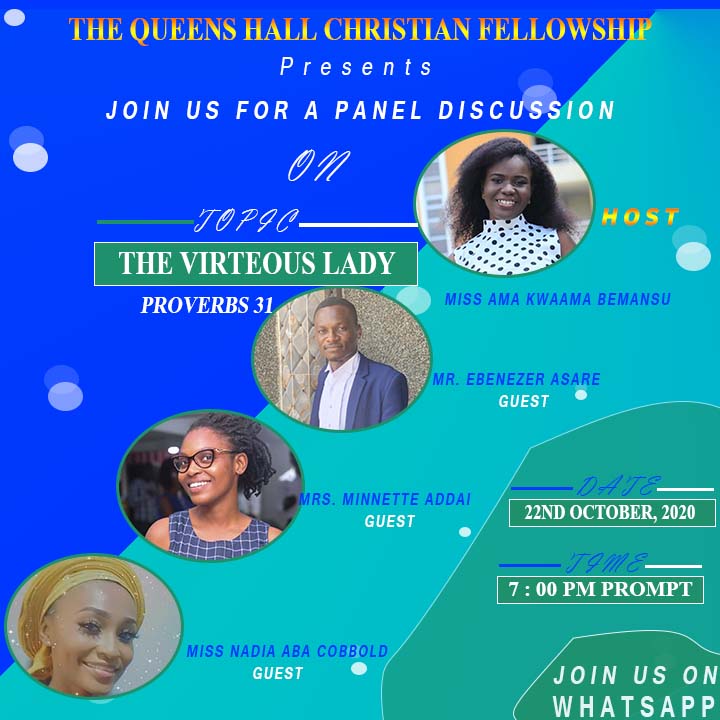 THE QUEENS HALL CHRISTIAN FELLOWSHIP
Presents
JOIN US FOR A PANEL DISCUSSION
ON
TOPIC
THE VIRTEOUS LADY
PROVERBS 31
HOST
MISS AMA KWAAMA BEMANSU
MR. EBENEZER ASARE
GUEST
MRS. MINNETTE ADDAI
GUEST
MISS NADIA ABA COBBOLD
GUEST
DATE
22ND OCTOBER, 2020
TIME
7 : 00 PM PROMPT
JOIN US ON
WHATSAPP